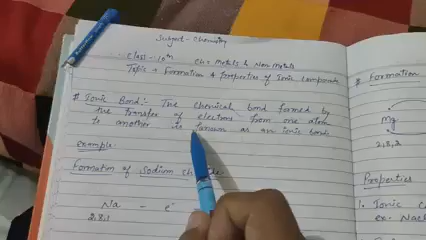 Subject - Chemistry
Class - 10th Ch:- Metals & Non Metals
Topic - Formation & Properties of Ionic Compounds
# Ionic Bond:- The Chemical bond formed by
the transfer of electrons from one atom
to another is known as an ionic bond
Example:
Formation of Sodium
Na - e-
2,8,1
# Formation
Mg
2,8,2
Properties
1. Ionic
ex. NaCl